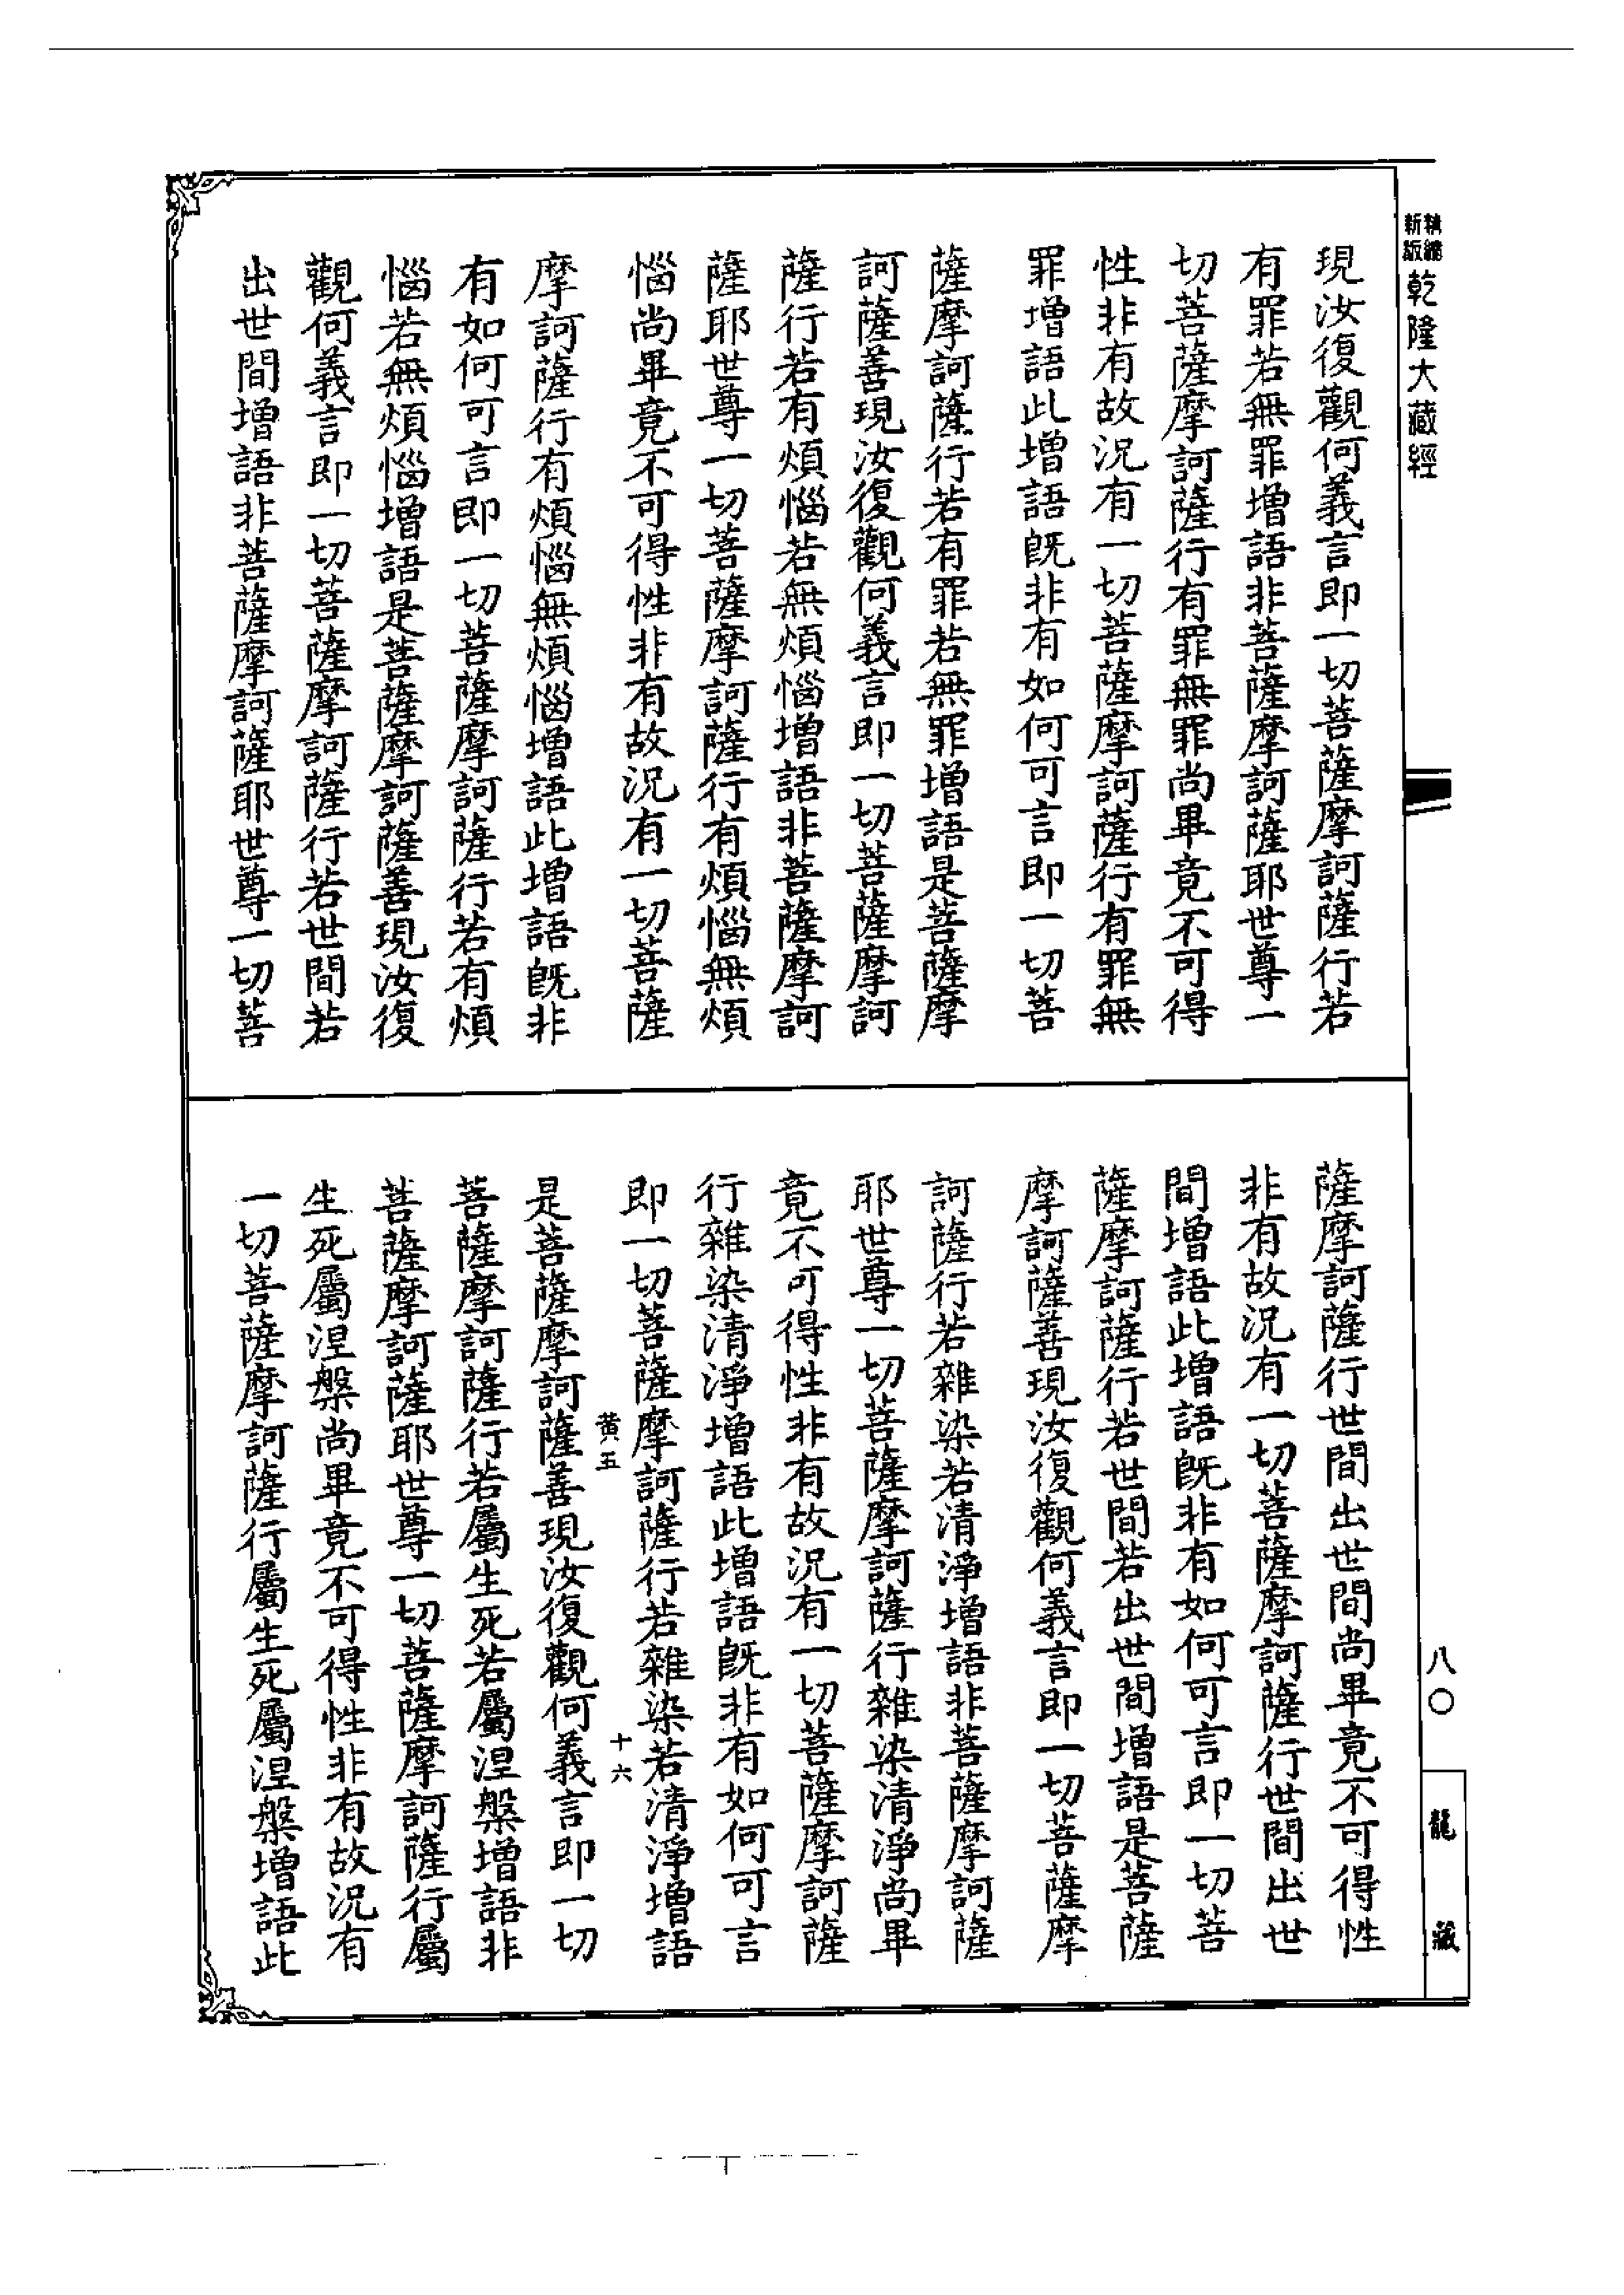 精縮
新版
乾隆大藏經
現汝復觀何義言即一切菩薩摩訶薩行若
有罪若無罪增語非菩薩摩訶薩耶世尊一
切菩薩摩訶薩行有罪無罪尚畢竟不可得
性非有故況有一切菩薩摩訶薩行有罪無
罪增語此增語旣非有如何可言即一切菩
薩摩訶薩行若有罪若無罪增語是菩薩摩
訶薩善現汝復觀何義言即一切菩薩摩訶
薩行若有煩惱若無煩惱增語非菩薩摩訶
薩耶世尊一切菩薩摩訶薩行有煩惱無煩
惱尚畢竟不可得性非有故況有一切菩薩
摩訶薩行有煩惱無煩惱增語此增語旣非
有如何可言即一切菩薩摩訶薩行若有煩
惱若無煩惱增語是菩薩摩訶薩善現汝復
觀何義言即一切菩薩摩訶薩行若世間若
出世間增語非菩薩摩訶薩耶世尊一切菩
薩摩訶薩行世間出世間尚畢竟不可得性
非有故況有一切菩薩摩訶薩行世間出世
間增語此增語旣非有如何可言即一切菩
薩摩訶薩行若世間若出世間增語是菩薩
摩訶薩善現汝復觀何義言即一切菩薩摩
訶薩行若雜染若清淨增語非菩薩摩訶薩
耶世尊一切菩薩摩訶薩行雜染清淨尚畢
竟不可得性非有故況有一切菩薩摩訶薩
行雜染清淨增語此增語旣非有如何可言
即一切菩薩摩訶薩行若雜染若清淨增語
黃五
十六
是菩薩摩訶薩善現汝復觀何義言即一切
菩薩摩訶薩行若屬生死若屬涅槃增語非
菩薩摩訶薩耶世尊一切菩薩摩訶薩行屬
生死屬涅槃尚畢竟不可得性非有故況有
一切菩薩摩訶薩行屬生死屬涅槃增語此
八〇
龍藏